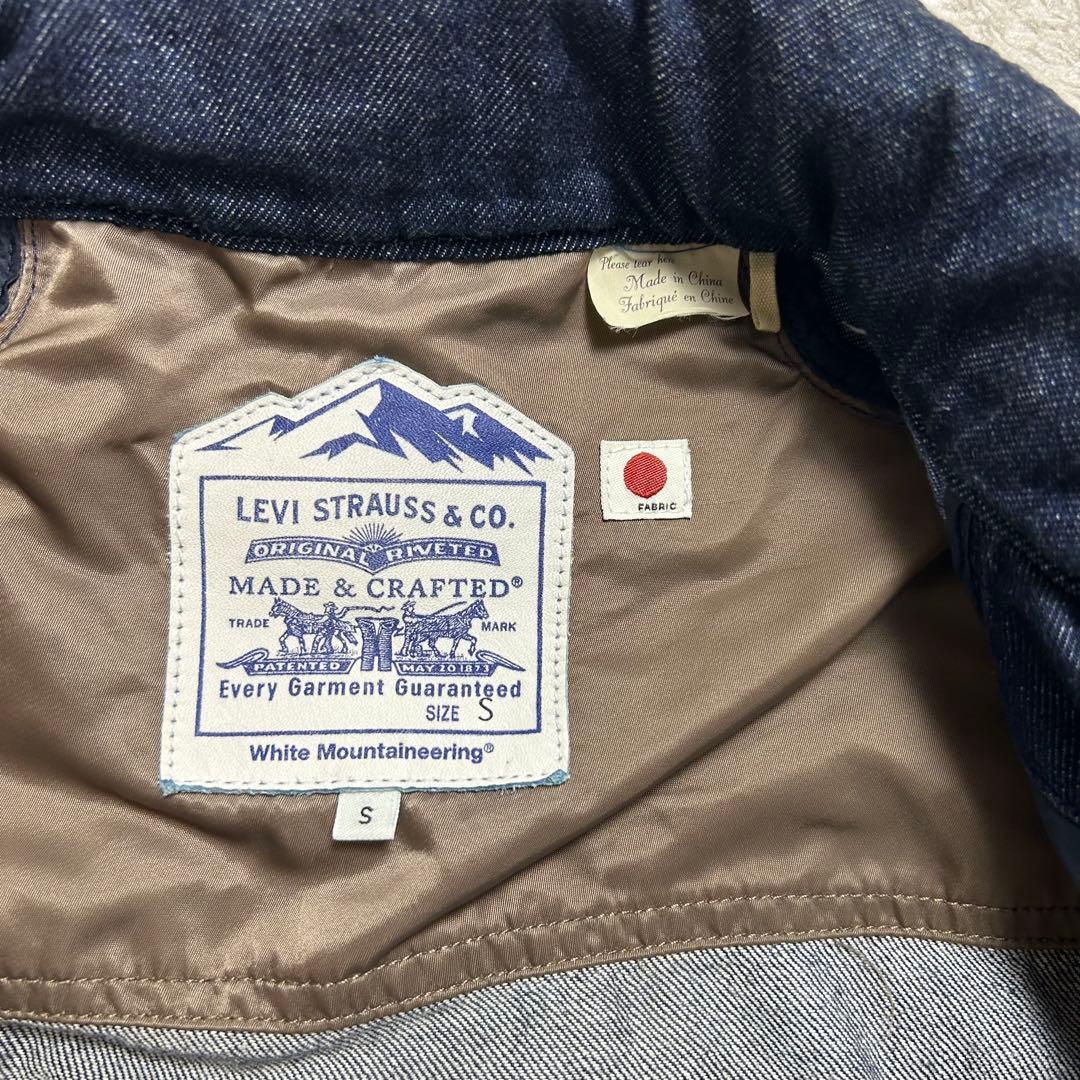 Please tear here
Made in China
Fabriqué en Chine
LEVI STRAUSS & CO.
ORIGINAL RIVETED
MADE & CRAFTED®
TRADE MARK
PATENTED MAY 20 1873
Every Garment Guaranteed
SIZE S
White Mountaineering®
S
FABRIC